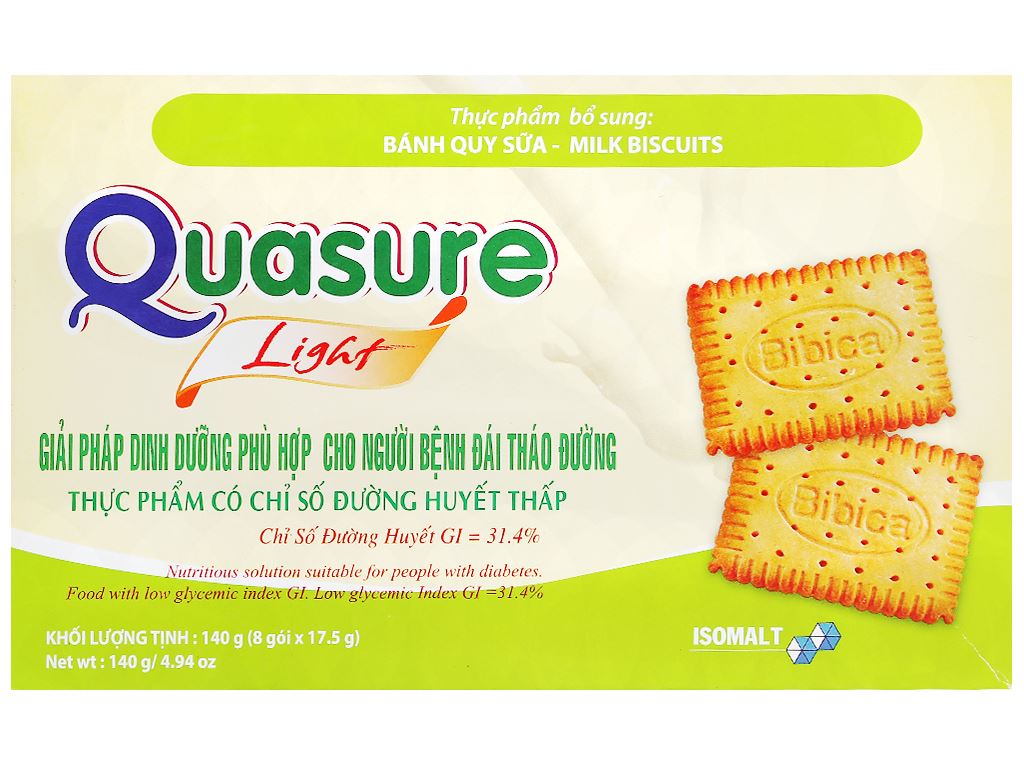 Thực phẩm bổ sung:
BÁNH QUY SỮA - MILK BISCUITS
Quasure
Light
Bibica
GIẢI PHÁP DINH DƯỠNG PHÙ HỢP CHO NGƯỜI BỆNH ĐÁI THÁO ĐƯỜNG
Bibica
THỰC PHẨM CÓ CHỈ SỐ ĐƯỜNG HUYẾT THẤP
Chỉ Số Đường Huyết GI = 31.4%
Nutritious solution suitable for people with diabetes.
Food with low glycemic index GI. Low glycemic Index GI =31.4%
KHỐI LƯỢNG TỊNH : 140 g (8 gói x 17.5 g)
Net wt : 140 g/ 4.94 oz
ISOMALT